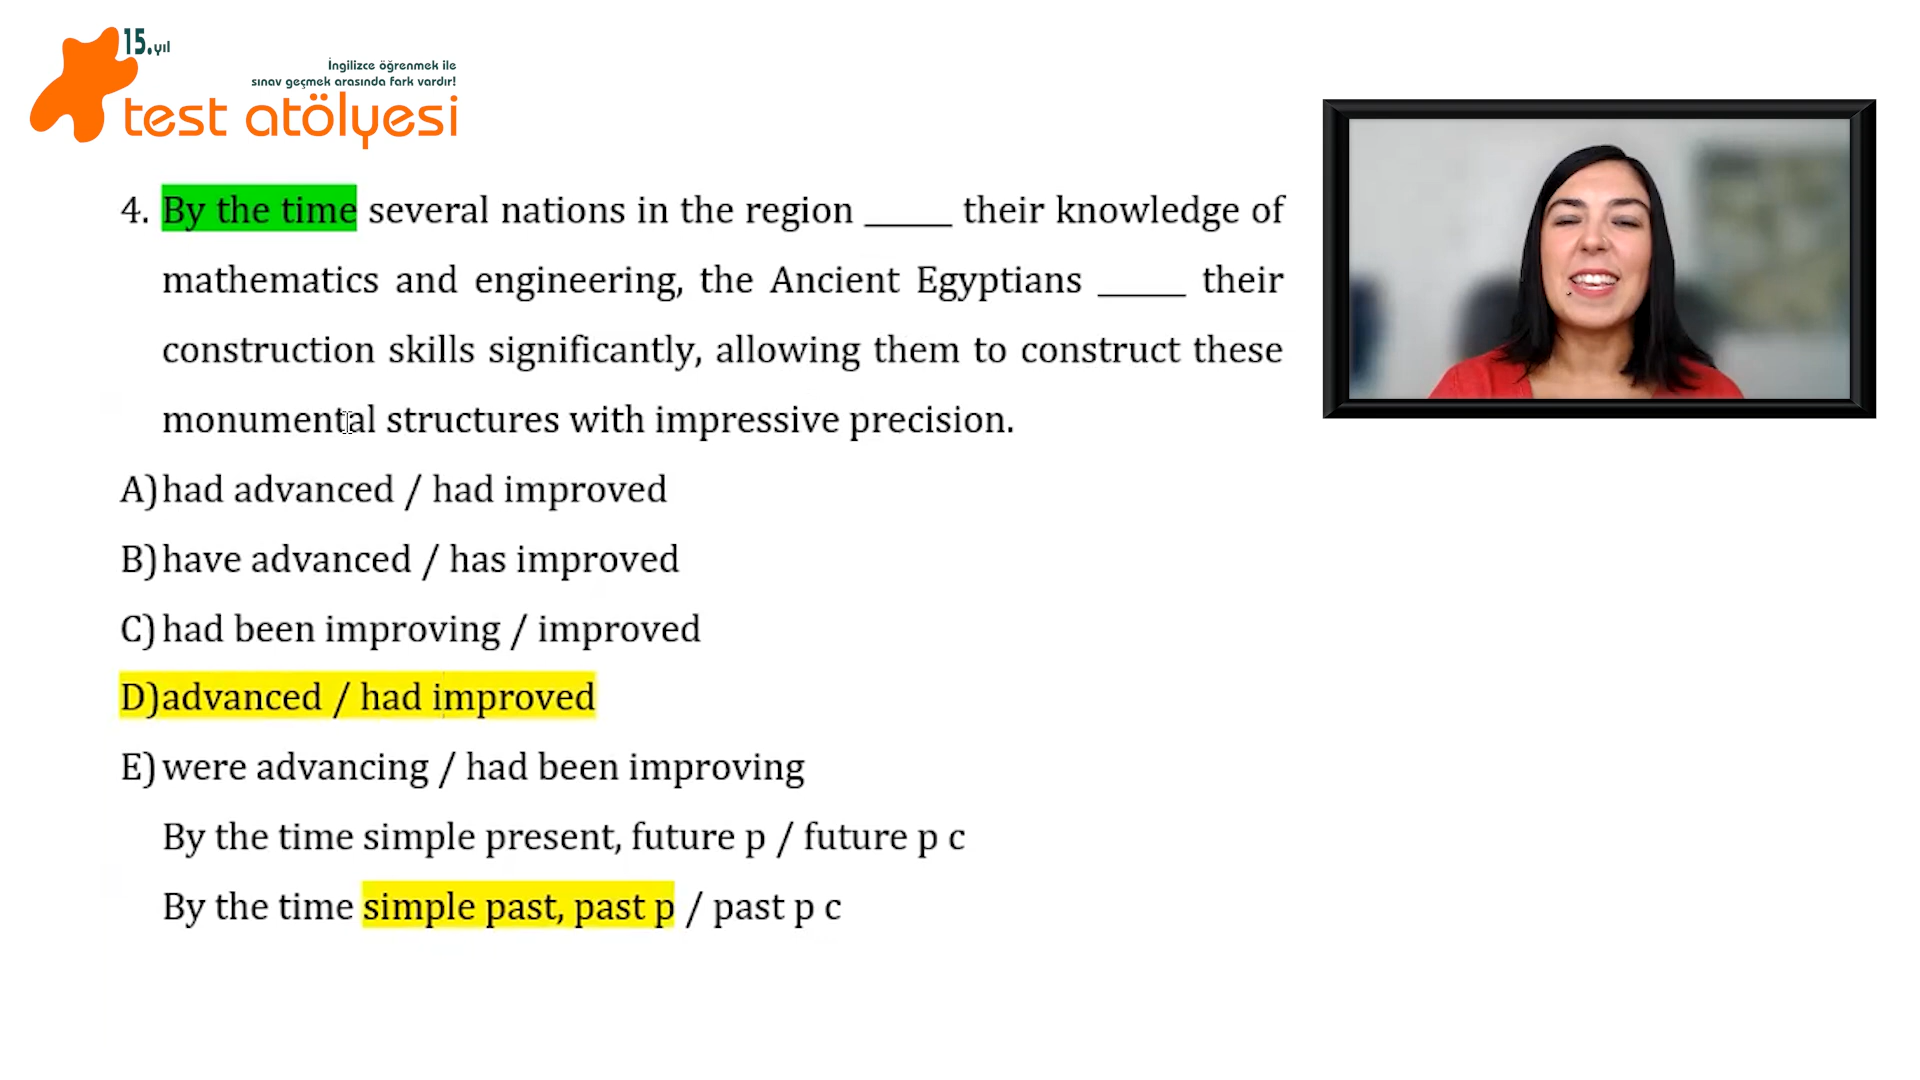 15.yıl
İngilizce öğrenmek ile
sınav geçmek arasında fark vardır!
test atölyesi
4. By the time several nations in the region _____ their knowledge of
mathematics and engineering, the Ancient Egyptians _____ their
construction skills significantly, allowing them to construct these
monumental structures with impressive precision.
A) had advanced / had improved
B) have advanced / has improved
C) had been improving / improved
D) advanced / had improved
E) were advancing / had been improving
By the time simple present, future p / future p c
By the time simple past, past p / past p c